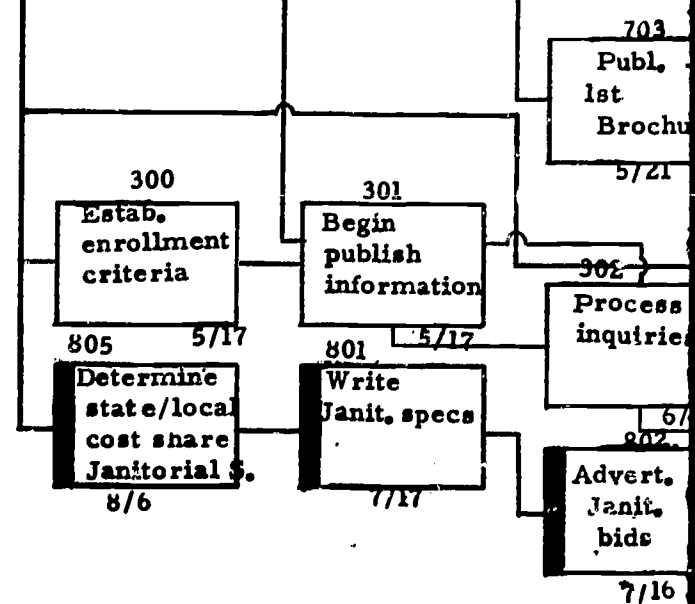 703
Publ.
1st
Brochu
5/21
300
Estab.
enrollment
criteria
5/17
301
Begin
publish
information
5/17
302
Process
inquiries
6/
805
Determine
state/local
cost share
Janitorial $.
8/6
801
Write
Janit. specs
7/17
802
Advert.
Janit.
bids
7/16